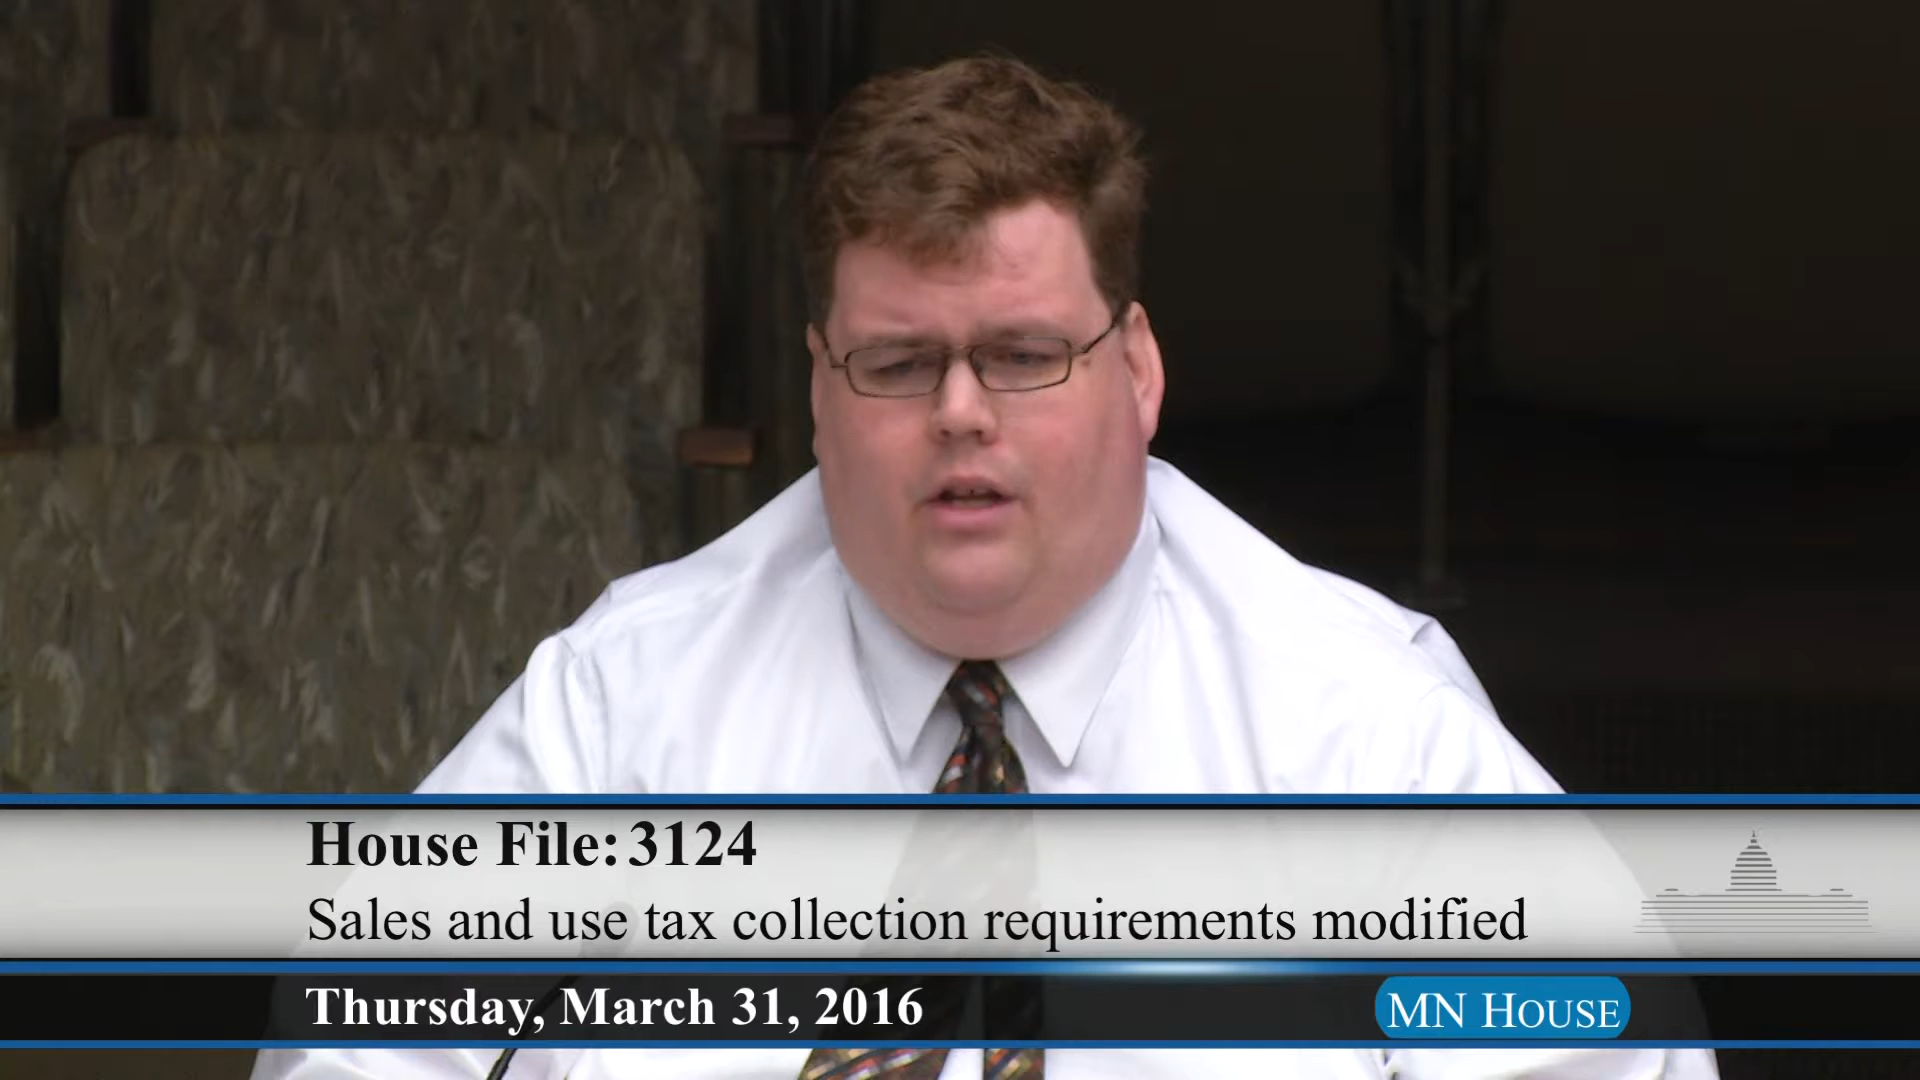 House File: 3124
Sales and use tax collection requirements modified
Thursday, March 31, 2016
MN HOUSE